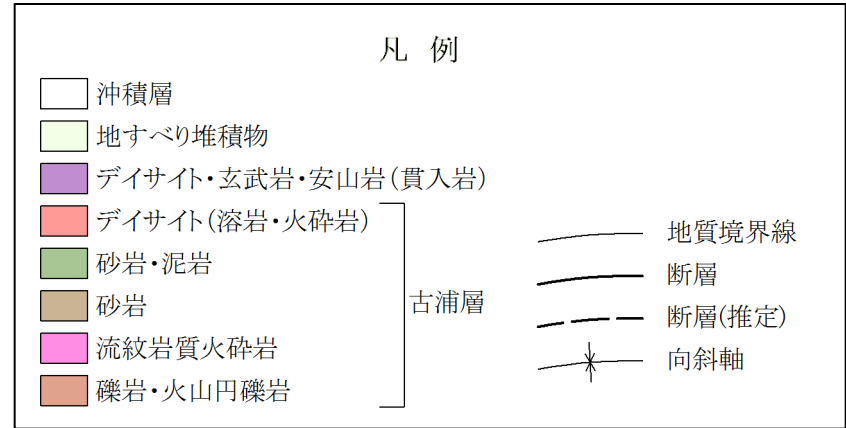 凡 例
沖積層
地すべり堆積物
デイサイト・玄武岩・安山岩(貫入岩)
デイサイト(溶岩・火砕岩)
砂岩・泥岩
砂岩
流紋岩質火砕岩
礫岩・火山円礫岩
古浦層
地質境界線
断層
断層(推定)
向斜軸